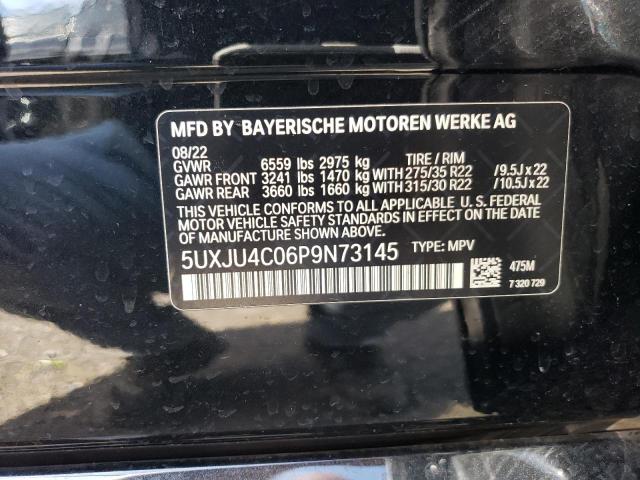 MFD BY BAYERISCHE MOTOREN WERKE AG
08/22
GVWR 6559 lbs 2975 kg TIRE / RIM
GAWR FRONT 3241 lbs 1470 kg WITH 275/35 R22 /9.5J x 22
GAWR REAR 3660 lbs 1660 kg WITH 315/30 R22 /10.5J x 22
THIS VEHICLE CONFORMS TO ALL APPLICABLE U. S. FEDERAL
MOTOR VEHICLE SAFETY STANDARDS IN EFFECT ON THE
DATE OF MANUFACTURE SHOWN ABOVE.
5UXJU4C06P9N73145 TYPE: MPV
475M
7 320 729